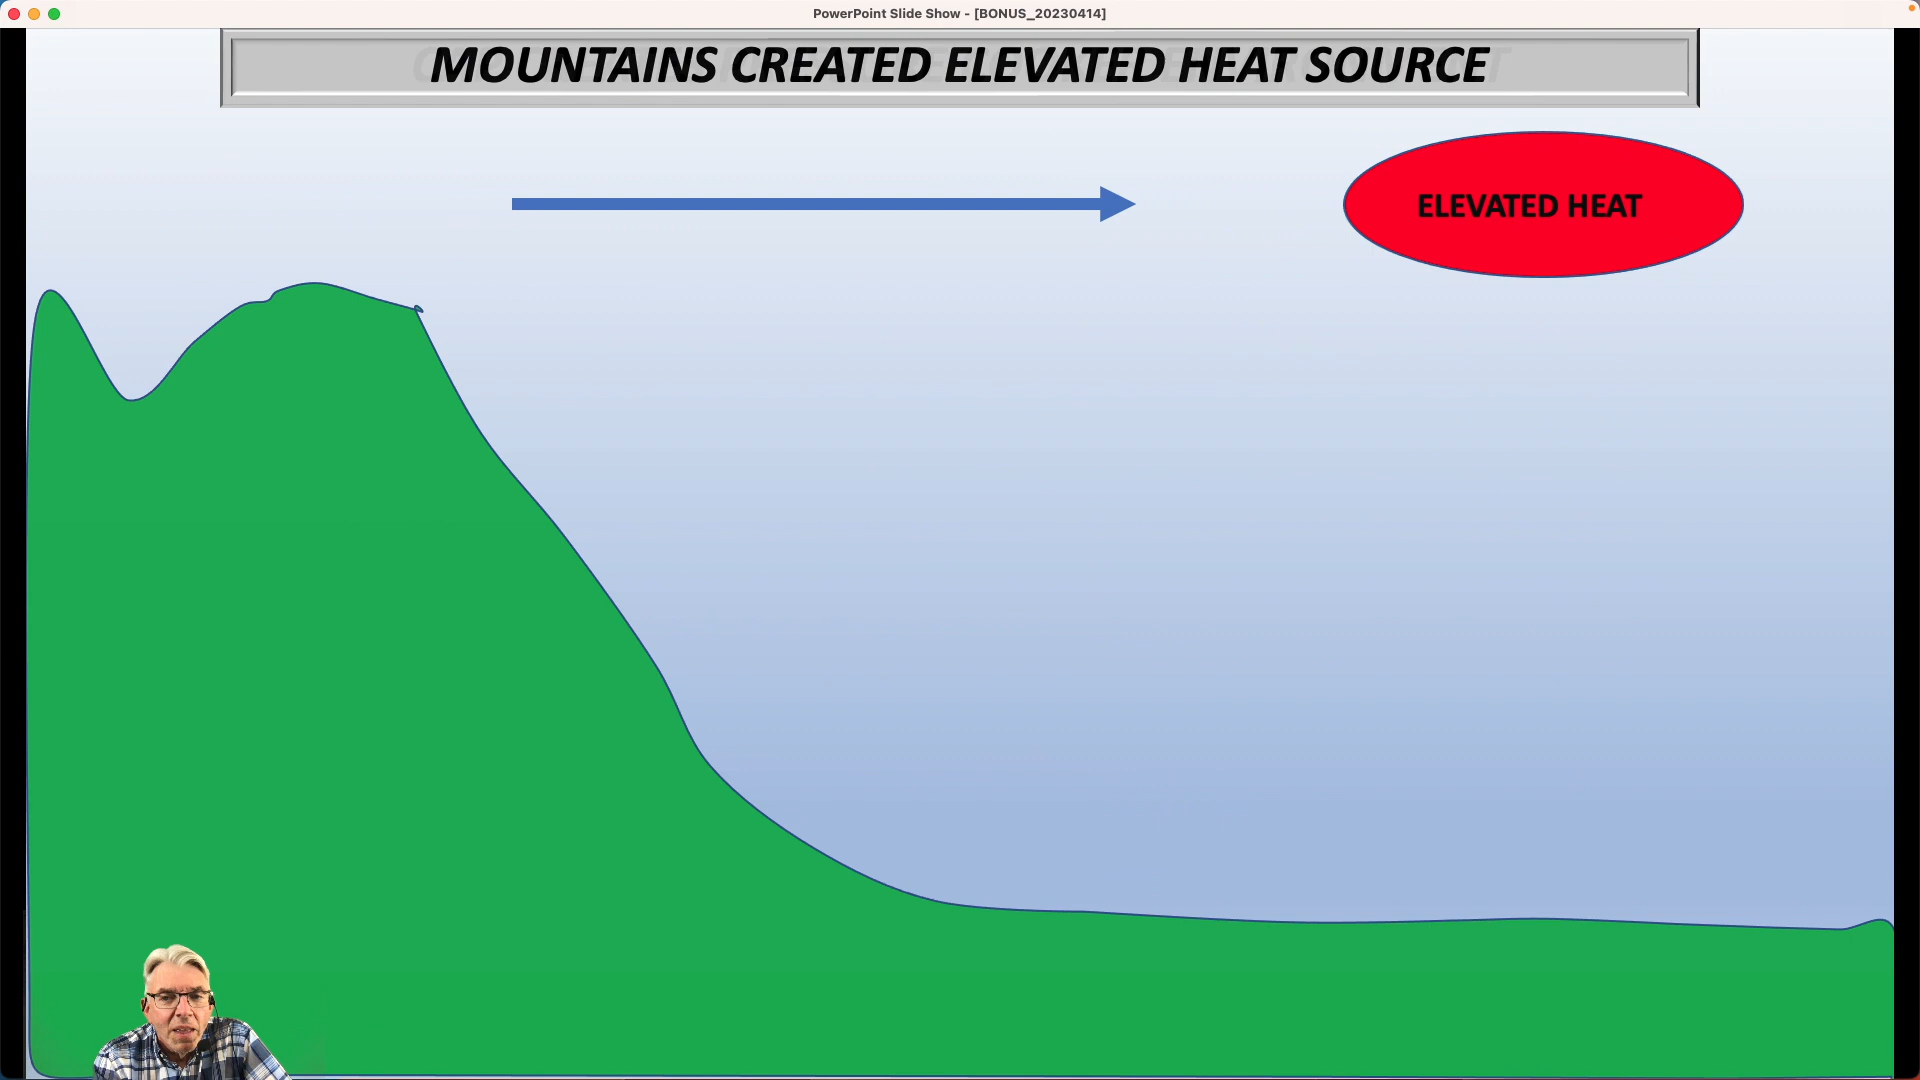 PowerPoint Slide Show - [BONUS_20230414]
MOUNTAINS CREATED ELEVATED HEAT SOURCE
ELEVATED HEAT